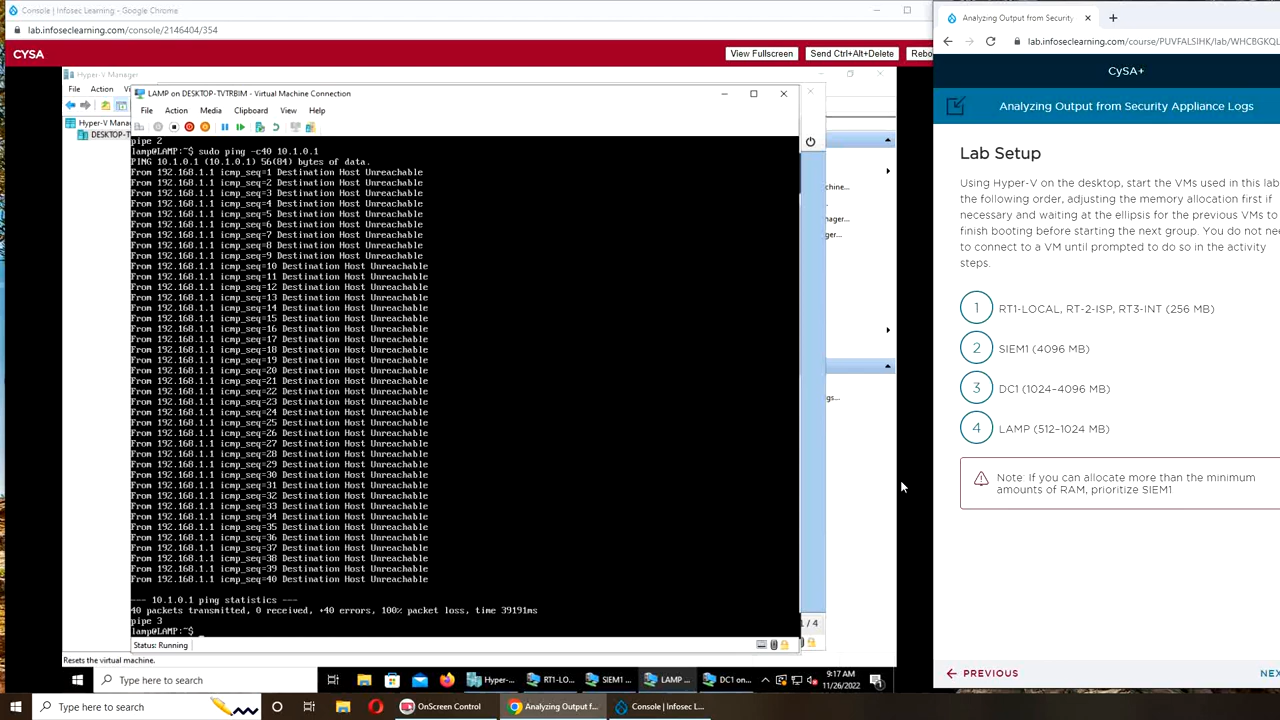 Console | Infosec Learning - Google Chrome
lab.infoseclearning.com/console/2146404/354
CYSA
View Fullscreen
Send Ctrl+Alt+Delete
Rebo
Hyper-V Manager
File Action
Hyper-V Mana
DESKTOP-T
LAMP on DESKTOP-TVTRBIM - Virtual Machine Connection
File Action Media Clipboard View Help
pipe 2
lamp@LAMP:~$ sudo ping -c40 10.1.0.1
PING 10.1.0.1 (10.1.0.1) 56(84) bytes of data.
From 192.168.1.1 icmp_seq=1 Destination Host Unreachable
From 192.168.1.1 icmp_seq=2 Destination Host Unreachable
From 192.168.1.1 icmp_seq=3 Destination Host Unreachable
From 192.168.1.1 icmp_seq=4 Destination Host Unreachable
From 192.168.1.1 icmp_seq=5 Destination Host Unreachable
From 192.168.1.1 icmp_seq=6 Destination Host Unreachable
From 192.168.1.1 icmp_seq=7 Destination Host Unreachable
From 192.168.1.1 icmp_seq=8 Destination Host Unreachable
From 192.168.1.1 icmp_seq=9 Destination Host Unreachable
From 192.168.1.1 icmp_seq=10 Destination Host Unreachable
From 192.168.1.1 icmp_seq=11 Destination Host Unreachable
From 192.168.1.1 icmp_seq=12 Destination Host Unreachable
From 192.168.1.1 icmp_seq=13 Destination Host Unreachable
From 192.168.1.1 icmp_seq=14 Destination Host Unreachable
From 192.168.1.1 icmp_seq=15 Destination Host Unreachable
From 192.168.1.1 icmp_seq=16 Destination Host Unreachable
From 192.168.1.1 icmp_seq=17 Destination Host Unreachable
From 192.168.1.1 icmp_seq=18 Destination Host Unreachable
From 192.168.1.1 icmp_seq=19 Destination Host Unreachable
From 192.168.1.1 icmp_seq=20 Destination Host Unreachable
From 192.168.1.1 icmp_seq=21 Destination Host Unreachable
From 192.168.1.1 icmp_seq=22 Destination Host Unreachable
From 192.168.1.1 icmp_seq=23 Destination Host Unreachable
From 192.168.1.1 icmp_seq=24 Destination Host Unreachable
From 192.168.1.1 icmp_seq=25 Destination Host Unreachable
From 192.168.1.1 icmp_seq=26 Destination Host Unreachable
From 192.168.1.1 icmp_seq=27 Destination Host Unreachable
From 192.168.1.1 icmp_seq=28 Destination Host Unreachable
From 192.168.1.1 icmp_seq=29 Destination Host Unreachable
From 192.168.1.1 icmp_seq=30 Destination Host Unreachable
From 192.168.1.1 icmp_seq=31 Destination Host Unreachable
From 192.168.1.1 icmp_seq=32 Destination Host Unreachable
From 192.168.1.1 icmp_seq=33 Destination Host Unreachable
From 192.168.1.1 icmp_seq=34 Destination Host Unreachable
From 192.168.1.1 icmp_seq=35 Destination Host Unreachable
From 192.168.1.1 icmp_seq=36 Destination Host Unreachable
From 192.168.1.1 icmp_seq=37 Destination Host Unreachable
From 192.168.1.1 icmp_seq=38 Destination Host Unreachable
From 192.168.1.1 icmp_seq=39 Destination Host Unreachable
From 192.168.1.1 icmp_seq=40 Destination Host Unreachable
--- 10.1.0.1 ping statistics ---
40 packets transmitted, 0 received, +40 errors, 100% packet loss, time 39191ms
pipe 3
lamp@LAMP:~$ _
Status: Running
Resets the virtual machine.
chine...
anager...
ger...
gs...
1 / 4
Type here to search
Hyper-...
RT1-LO...
SIEM1 ...
LAMP ...
DC1 on...
9:17 AM
11/26/2022
1
Analyzing Output from Security
lab.infoseclearning.com/course/PUVFALSIHK/lab/WHCBGKQL
CySA+
Analyzing Output from Security Appliance Logs
Lab Setup
Using Hyper-V on the desktop, start the VMs used in this lab
the following order, adjusting the memory allocation first if
necessary and waiting at the ellipsis for the previous VMs to
finish booting before starting the next group. You do not ne
to connect to a VM until prompted to do so in the activity
steps.
1 RT1-LOCAL, RT-2-ISP, RT3-INT (256 MB)
2 SIEM1 (4096 MB)
3 DC1 (1024–4096 MB)
4 LAMP (512–1024 MB)
Note: If you can allocate more than the minimum
amounts of RAM, prioritize SIEM1
PREVIOUS
NEX
Type here to search
OnScreen Control
Analyzing Output f...
Console | Infosec L...